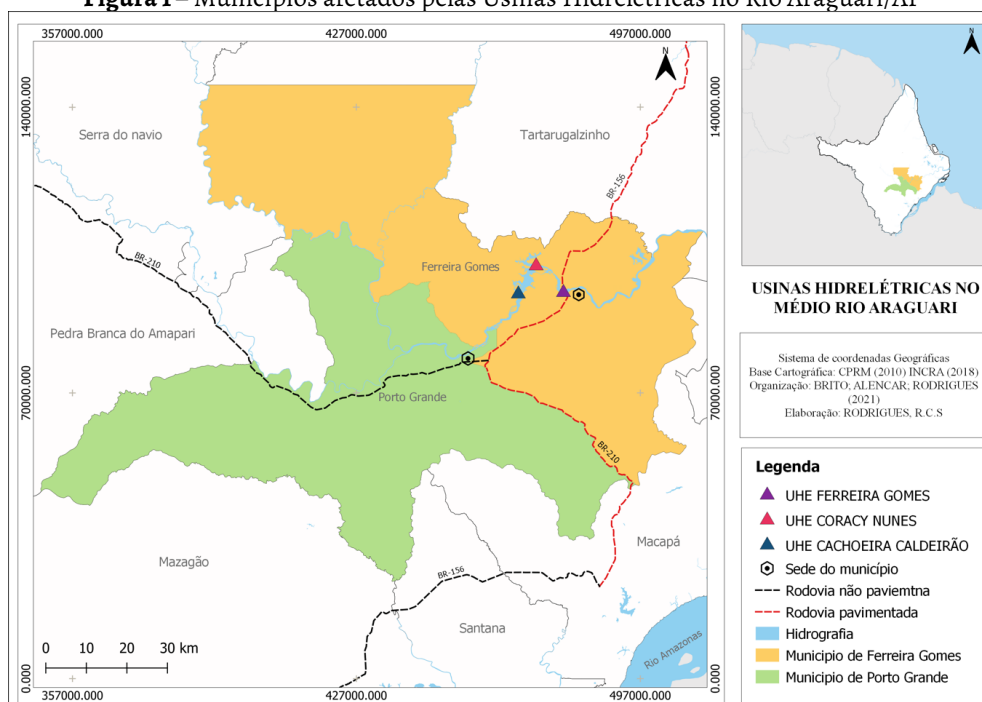 Figura 1 – Municípios afetados pelas Usinas Hidrelétricas no Rio Araguari/AP
357000.000
427000.000
497000.000
N
N
1400000.000
1400000.000
Serra do navio
Tartarugalzinho
BR-156
BR-210
Ferreira Gomes
Pedra Branca do Amapari
Porto Grande
700000.000
700000.000
BR-210
Mazagão
Macapá
BR-156
Santana
Rio Amazonas
0 10 20 30 km
0.000
0.000
357000.000
427000.000
497000.000
USINAS HIDRELÉTRICAS NO
MÉDIO RIO ARAGUARI
Sistema de coordenadas Geográficas
Base Cartográfica: CPRM (2010) INCRA (2018)
Organização: BRITO; ALENCAR; RODRIGUES
(2021)
Elaboração: RODRIGUES, R.C.S
Legenda
UHE FERREIRA GOMES
UHE CORACY NUNES
UHE CACHOEIRA CALDEIRÃO
Sede do município
Rodovia não paviemtna
Rodovia pavimentada
Hidrografia
Municipio de Ferreira Gomes
Municipio de Porto Grande